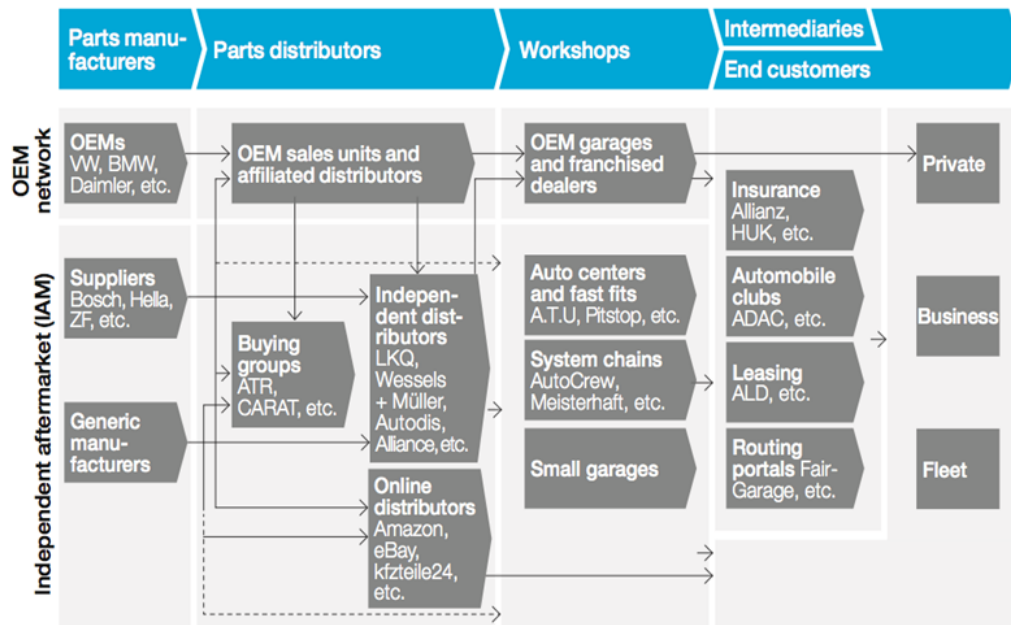 Parts manu-
facturers
Parts distributors
Workshops
Intermediaries
End customers
OEM
network
OEMs
VW, BMW,
Daimler, etc.
OEM sales units and
affiliated distributors
OEM garages
and franchised
dealers
Private
Insurance
Allianz,
HUK, etc.
Independent aftermarket (IAM)
Suppliers
Bosch, Hella,
ZF, etc.
Generic
manu-
facturers
Buying
groups
ATR,
CARAT, etc.
Indepen-
dent dist-
ributors
LKQ,
Wessels
+ Müller,
Autodis,
Alliance, etc.
Online
distributors
Amazon,
eBay,
kfzteile24,
etc.
Auto centers
and fast fits
A.T.U, Pitstop, etc.
System chains
AutoCrew,
Meisterhaft, etc.
Small garages
Automobile
clubs
ADAC, etc.
Leasing
ALD, etc.
Routing
portals Fair-
Garage, etc.
Business
Fleet